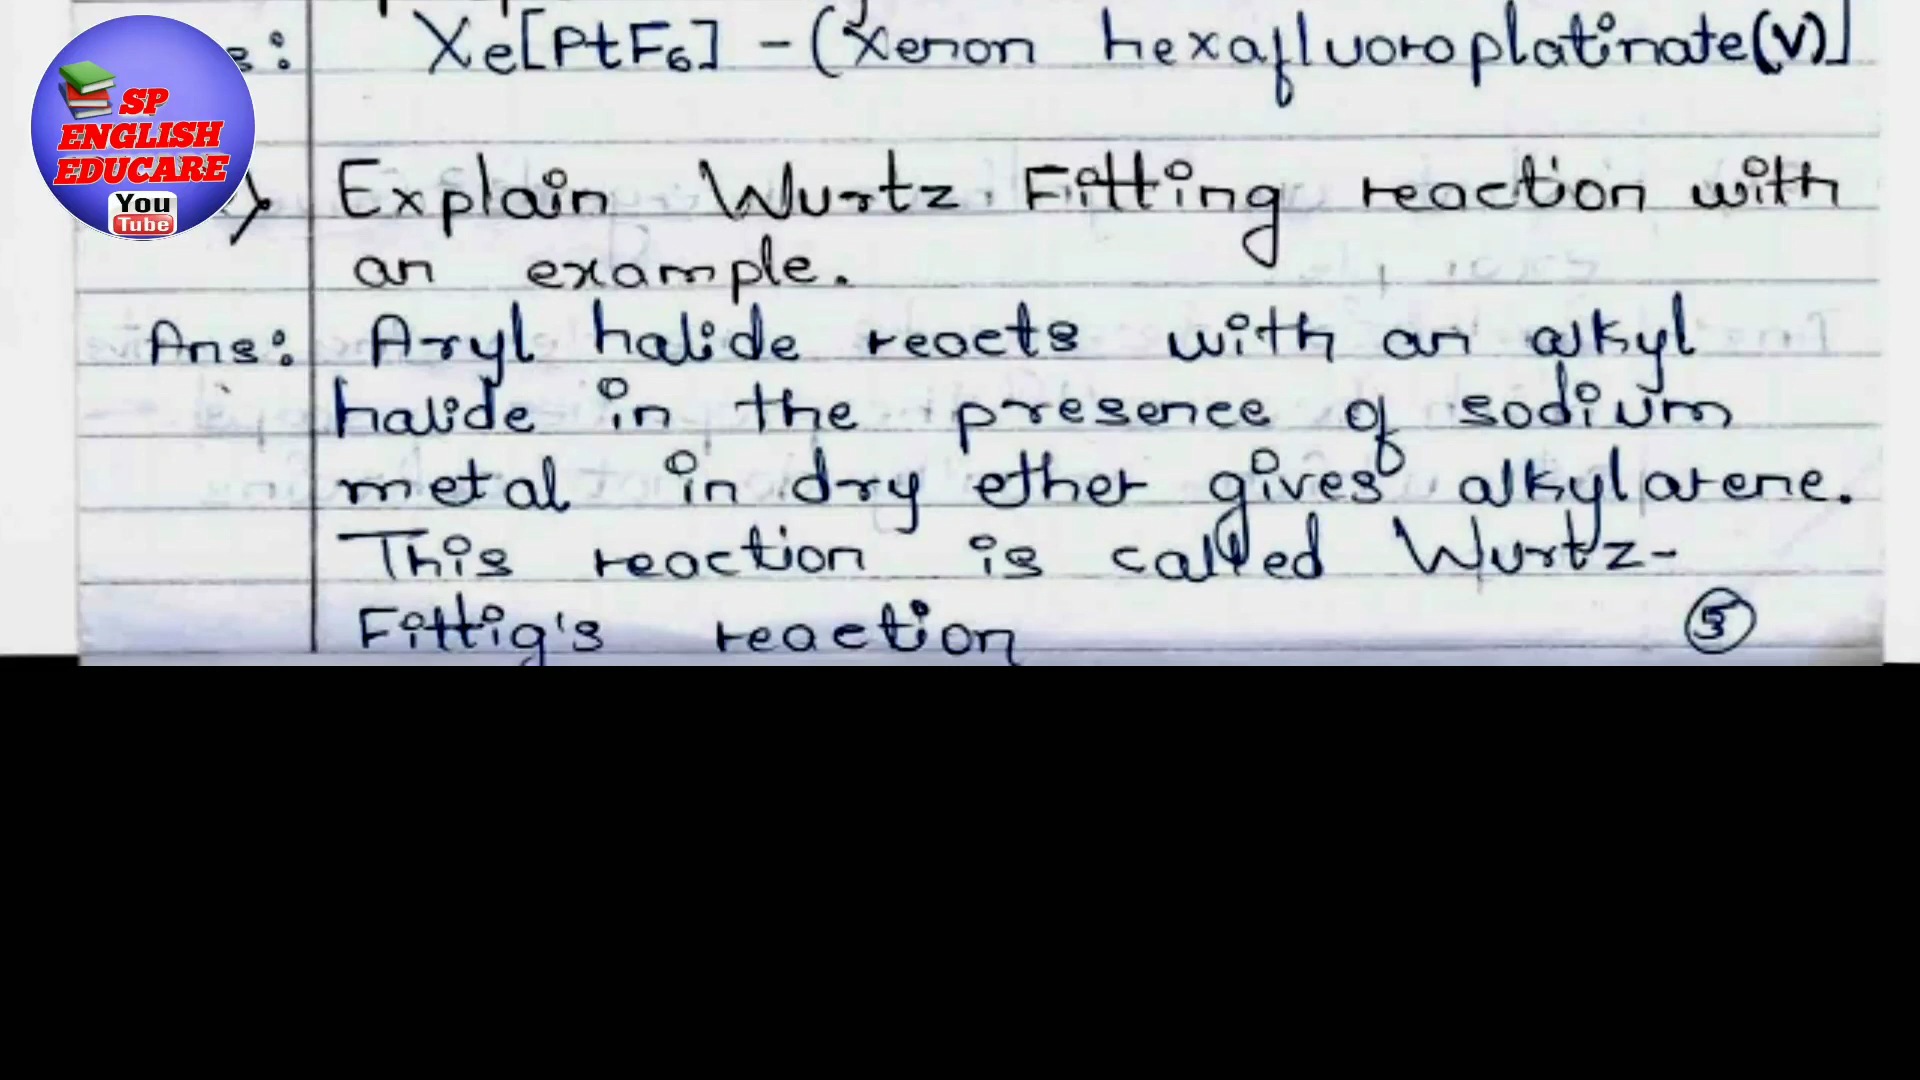 Xe[PtF6] - (Xenon hexafluoroplatinate(V)]
SP
ENGLISH
EDUCARE
You
Tube
Explain Wurtz. Fitting reaction with
an example.
Ans: Aryl halide reacts with an alkyl
halide in the presence of sodium
metal in dry ether gives alkylarene.
This reaction is called Wurtz-
Fittig's reaction
5